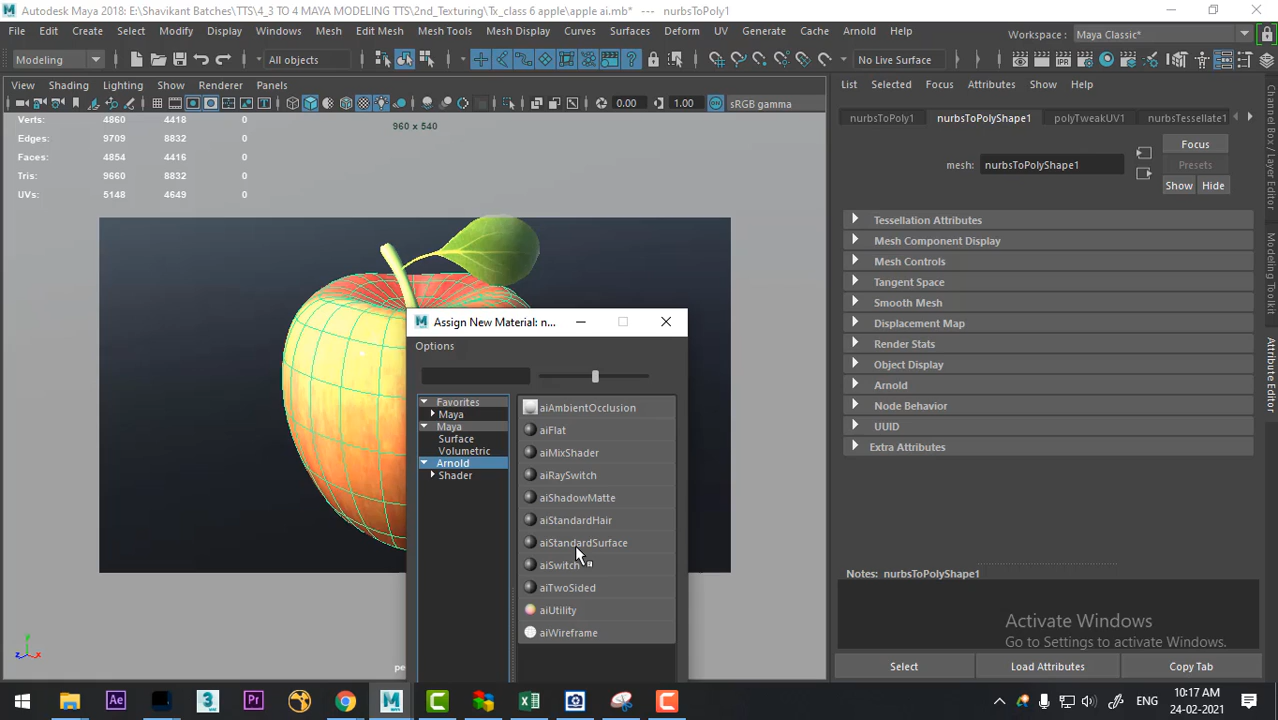 Autodesk Maya 2018: E:\Shavikant Batches\TTS\4_3 TO 4 MAYA MODELING TTS\2nd_Texturing\Tx_class 6 apple\apple ai.mb* --- nurbsToPoly1
File Edit Create Select Modify Display Windows Mesh Edit Mesh Mesh Tools Mesh Display Curves Surfaces Deform UV Generate Cache Arnold Help
Workspace: Maya Classic*
Modeling All objects No Live Surface
View Shading Lighting Show Renderer Panels
List Selected Focus Attributes Show Help
0.00 1.00 ON sRGB gamma
nurbsToPoly1 nurbsToPolyShape1 polyTweakUV1 nurbsTessellate1
Verts: 4860 4418 0
960 x 540
Edges: 9709 8832 0
Faces: 4854 4416 0
Tris: 9660 8832 0
UVs: 5148 4649 0
Focus
mesh: nurbsToPolyShape1
Presets
Show Hide
Tessellation Attributes
Mesh Component Display
Mesh Controls
Tangent Space
Smooth Mesh
Displacement Map
Render Stats
Object Display
Arnold
Node Behavior
UUID
Extra Attributes
Channel Box / Layer Editor
Modeling Toolkit
Attribute Editor
Assign New Material: n...
Options
Favorites
Maya
Maya
Surface
Volumetric
Arnold
Shader
aiAmbientOcclusion
aiFlat
aiMixShader
aiRaySwitch
aiShadowMatte
aiStandardHair
aiStandardSurface
aiSwitch
aiTwoSided
aiUtility
aiWireframe
Notes: nurbsToPolyShape1
Activate Windows
Go to Settings to activate Windows.
Select Load Attributes Copy Tab
Ae 3 Pr M
ENG
10:17 AM
24-02-2021